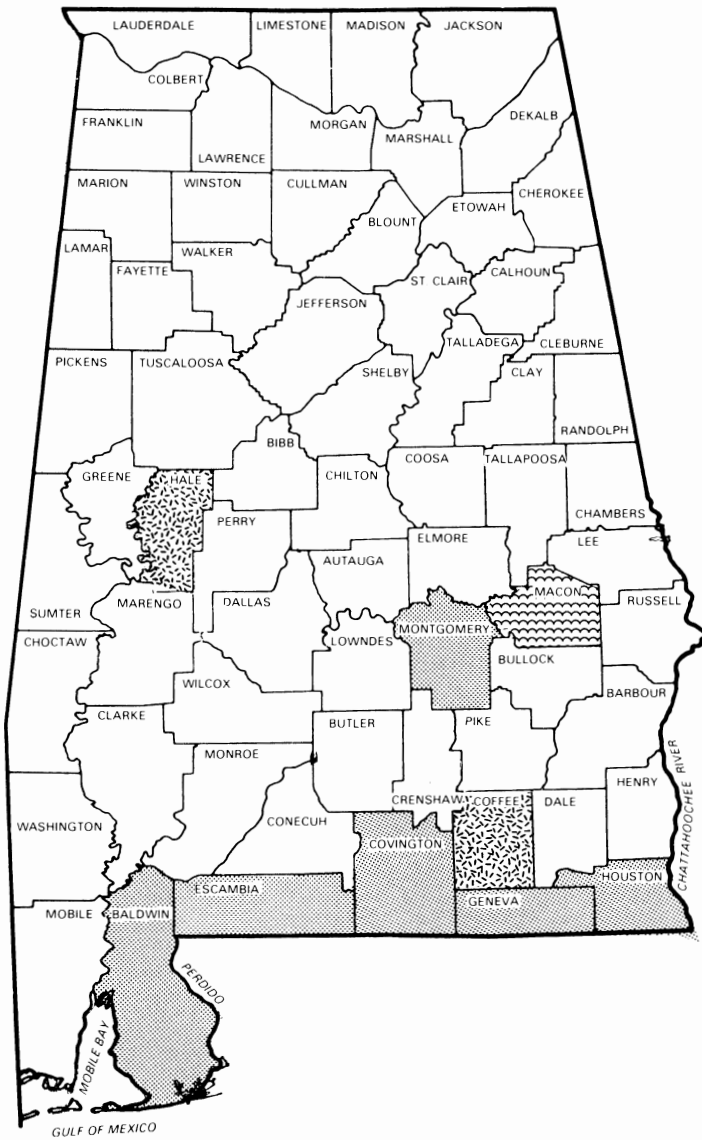 LAUDERDALE
LIMESTONE
MADISON
JACKSON
COLBERT
FRANKLIN
LAWRENCE
MORGAN
MARSHALL
DEKALB
MARION
WINSTON
CULLMAN
BLOUNT
ETOWAH
CHEROKEE
LAMAR
FAYETTE
WALKER
JEFFERSON
ST CLAIR
CALHOUN
PICKENS
TUSCALOOSA
SHELBY
TALLADEGA
CLEBURNE
CLAY
RANDOLPH
BIBB
GREENE
HALE
PERRY
CHILTON
COOSA
TALLAPOOSA
CHAMBERS
LEE
SUMTER
MARENGO
DALLAS
AUTAUGA
ELMORE
MACON
RUSSELL
CHOCTAW
WILCOX
LOWNDES
MONTGOMERY
BULLOCK
BARBOUR
CLARKE
MONROE
BUTLER
CRENSHAW
PIKE
COFFEE
DALE
HENRY
CHATTAHOOCHEE RIVER
WASHINGTON
CONECUH
COVINGTON
ESCAMBIA
GENEVA
HOUSTON
MOBILE
BALDWIN
PERDIDO
MOBILE BAY
GULF OF MEXICO